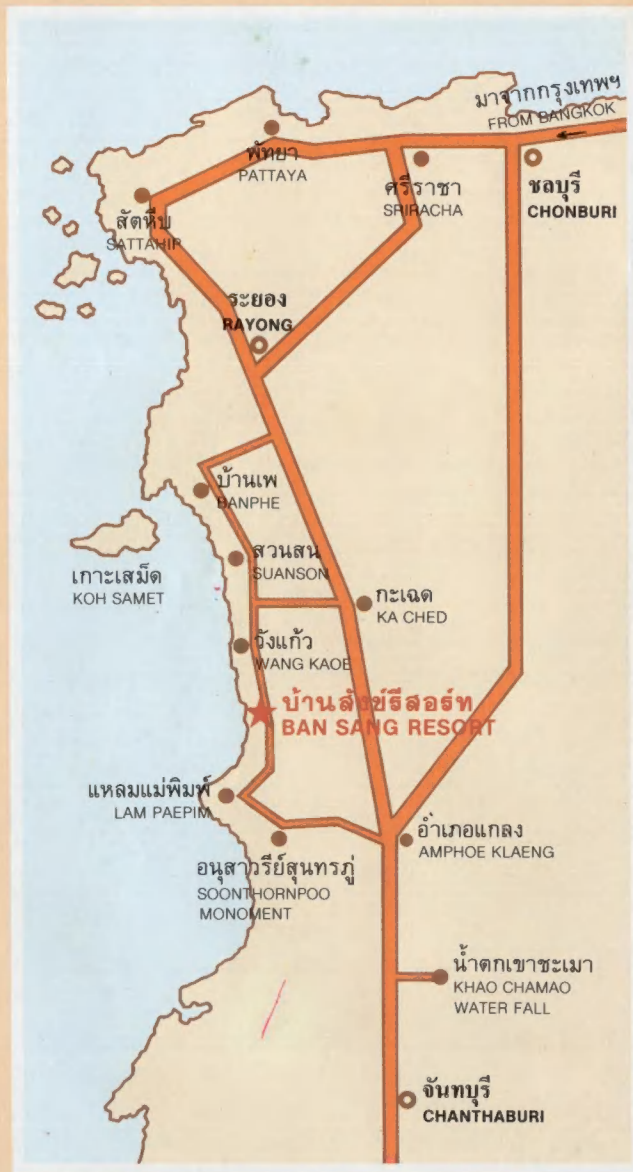 มาจากกรุงเทพฯ
FROM BANGKOK
พัทยา
PATTAYA
ศรีราชา
SRIRACHA
ชลบุรี
CHONBURI
สัตหีบ
SATTAHIP
ระยอง
RAYONG
บ้านเพ
BANPHE
สวนสน
SUANSON
เกาะเสม็ด
KOH SAMET
กะเฉด
KA CHED
วังแก้ว
WANG KAOE
บ้านสังข์รีสอร์ท
BAN SANG RESORT
แหลมแม่พิมพ์
LAM PAEPIM
อำเภอแกลง
AMPHOE KLAENG
อนุสาวรีย์สุนทรภู่
SOONTHORNPOO
MONOMENT
น้ำตกเขาชะเมา
KHAO CHAMAO
WATER FALL
จันทบุรี
CHANTHABURI